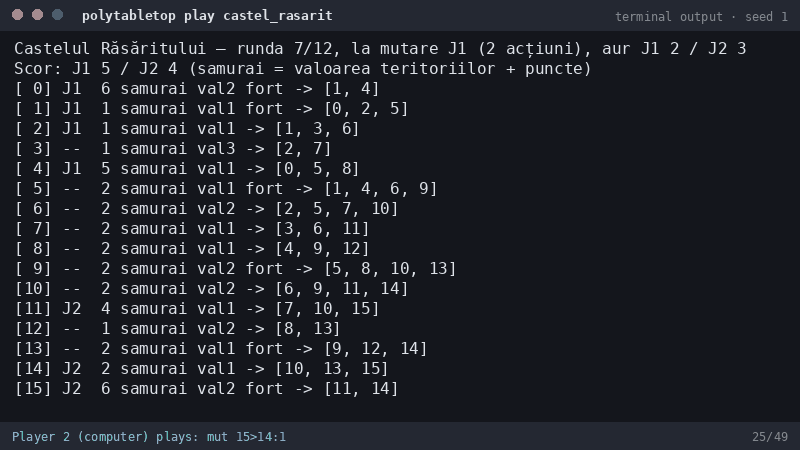 polytabletop play castel_rasarit
terminal output · seed 1
Castelul Răsăritului — runda 7/12, la mutare J1 (2 acțiuni), aur J1 2 / J2 3
Scor: J1 5 / J2 4 (samurai = valoarea teritoriilor + puncte)
[ 0] J1  6 samurai val2 fort -> [1, 4]
[ 1] J1  1 samurai val1 fort -> [0, 2, 5]
[ 2] J1  1 samurai val1 -> [1, 3, 6]
[ 3] --  1 samurai val3 -> [2, 7]
[ 4] J1  5 samurai val1 -> [0, 5, 8]
[ 5] --  2 samurai val1 fort -> [1, 4, 6, 9]
[ 6] --  2 samurai val2 -> [2, 5, 7, 10]
[ 7] --  2 samurai val1 -> [3, 6, 11]
[ 8] --  2 samurai val1 -> [4, 9, 12]
[ 9] --  2 samurai val2 fort -> [5, 8, 10, 13]
[10] --  2 samurai val2 -> [6, 9, 11, 14]
[11] J2  4 samurai val1 -> [7, 10, 15]
[12] --  1 samurai val2 -> [8, 13]
[13] --  2 samurai val1 fort -> [9, 12, 14]
[14] J2  2 samurai val1 -> [10, 13, 15]
[15] J2  6 samurai val2 fort -> [11, 14]
Player 2 (computer) plays: mut 15>14:1
25/49